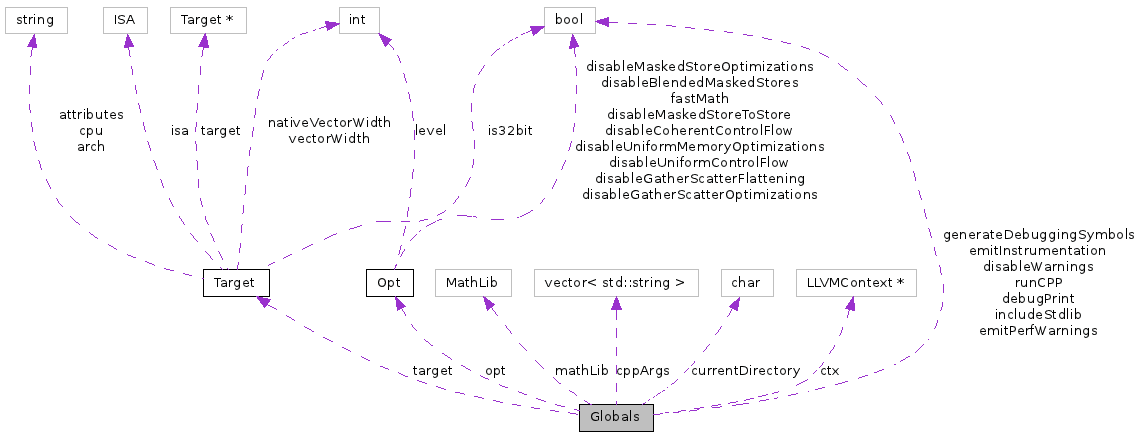 string
ISA
Target *
int
bool
disableMaskedStoreOptimizations
disableBlendedMaskedStores
fastMath
disableMaskedStoreToStore
disableCoherentControlFlow
disableUniformMemoryOptimizations
disableUniformControlFlow
disableGatherScatterFlattening
disableGatherScatterOptimizations
attributes
cpu
arch
isa
target
nativeVectorWidth
vectorWidth
level
is32bit
generateDebuggingSymbols
emitInstrumentation
disableWarnings
runCPP
debugPrint
includeStdlib
emitPerfWarnings
Target
Opt
MathLib
vector< std::string >
char
LLVMContext *
target
opt
mathLib
cppArgs
currentDirectory
ctx
Globals